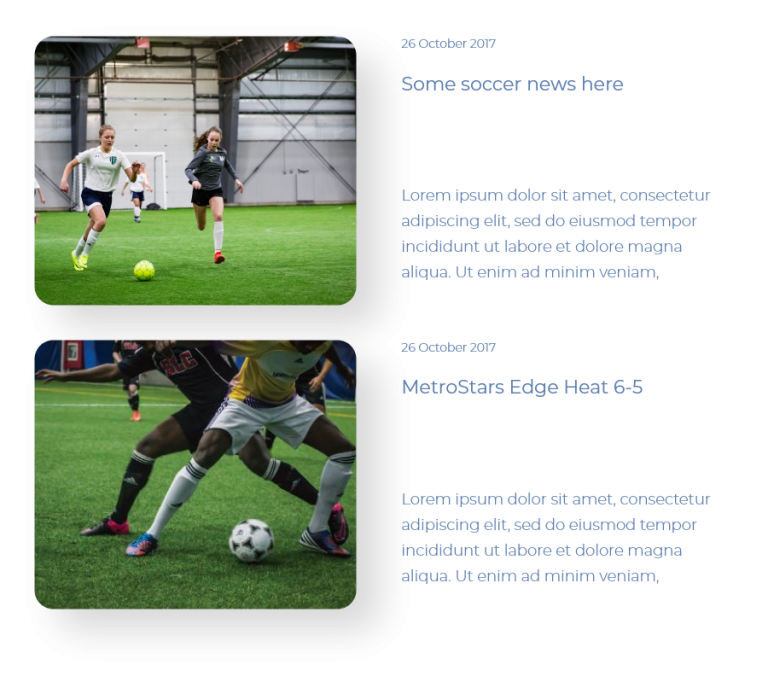 26 October 2017
Some soccer news here
Lorem ipsum dolor sit amet, consectetur
adipiscing elit, sed do eiusmod tempor
incididunt ut labore et dolore magna
aliqua. Ut enim ad minim veniam,
SLC
26 October 2017
MetroStars Edge Heat 6-5
Lorem ipsum dolor sit amet, consectetur
adipiscing elit, sed do eiusmod tempor
incididunt ut labore et dolore magna
aliqua. Ut enim ad minim veniam,